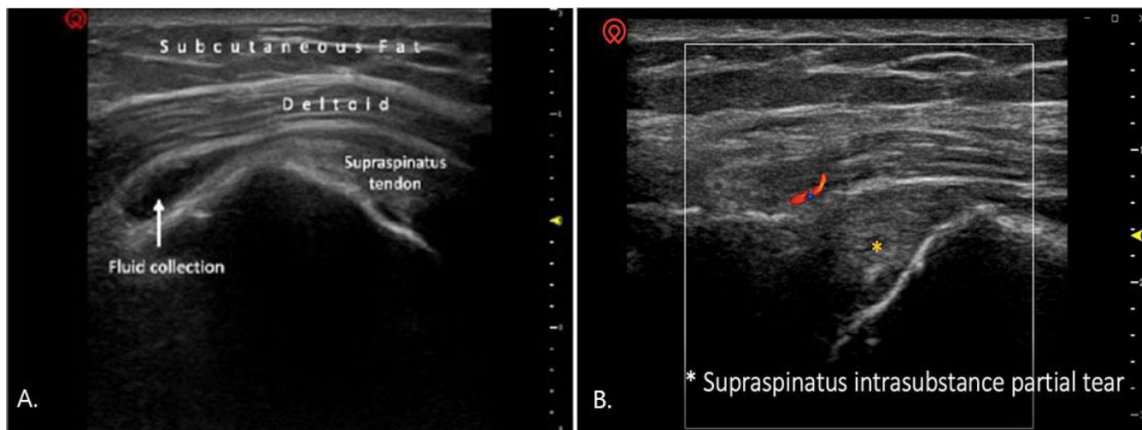 Subcutaneous Fat
Deltoid
Supraspinatus
tendon
Fluid collection
A.
* 
* Supraspinatus intrasubstance partial tear
B.